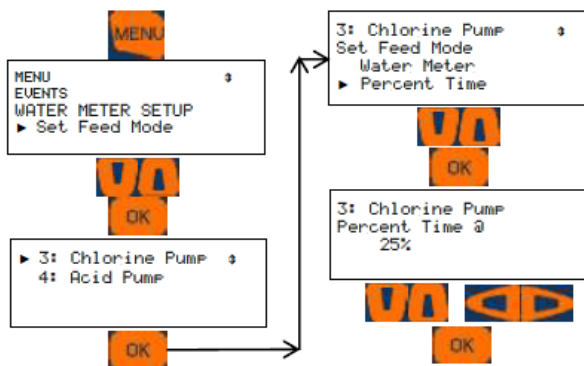 MENU
MENU
EVENTS
WATER METER SETUP
► Set Feed Mode
OK
► 3: Chlorine Pump
4: Acid Pump
OK
3: Chlorine Pump
Set Feed Mode
Water Meter
► Percent Time
OK
3: Chlorine Pump
Percent Time @
25%
OK